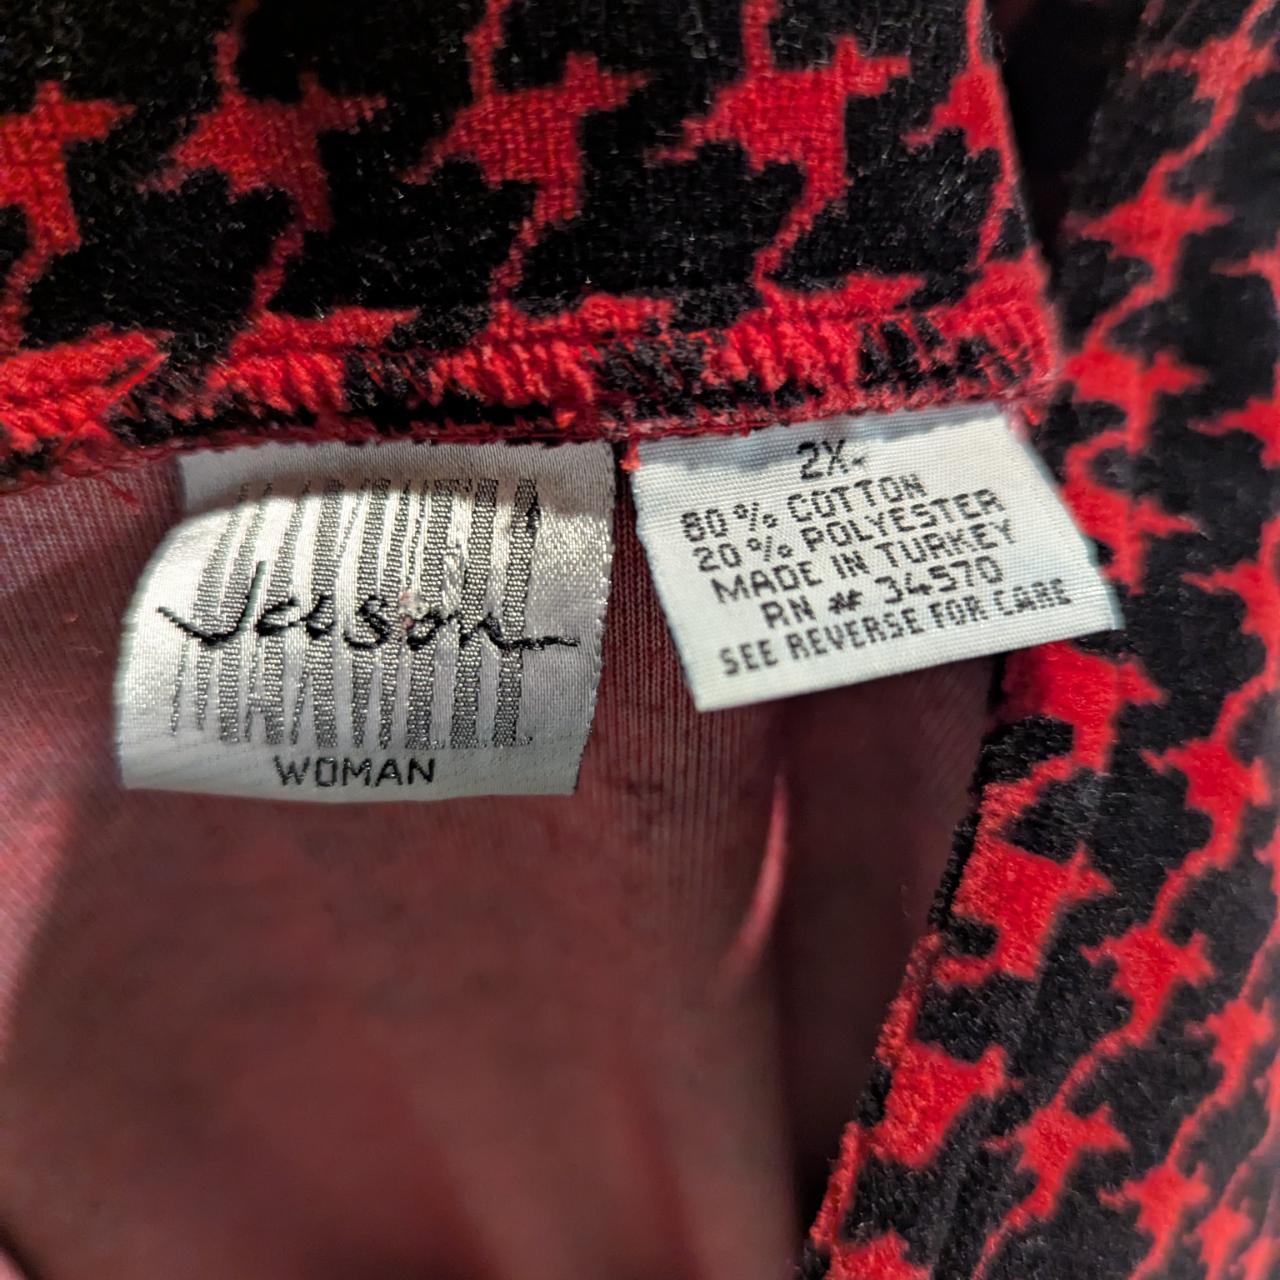 Jesson
WOMAN
2X
80% COTTON
20% POLYESTER
MADE IN TURKEY
RN # 34570
SEE REVERSE FOR CARE